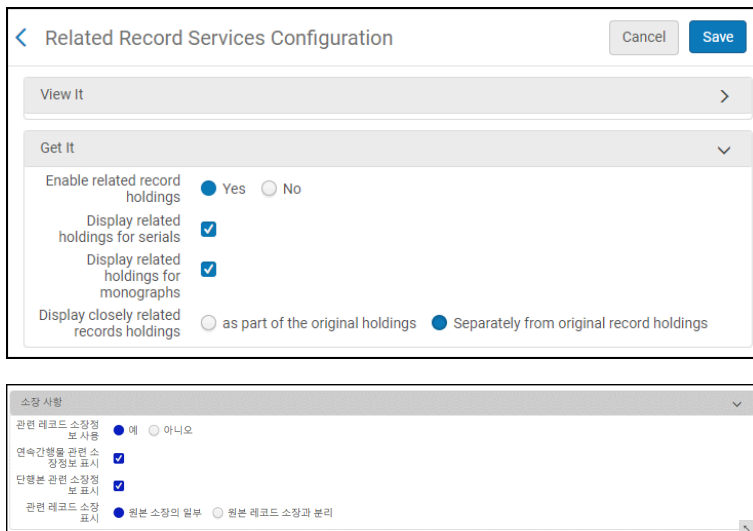 Related Record Services Configuration
Cancel
Save
View It
Get It
Enable related record
holdings
Yes
No
Display related
holdings for serials
Display related
holdings for
monographs
Display closely related
records holdings
as part of the original holdings
Separately from original record holdings
소장 사항
관련 레코드 소장정
보 사용
예
아니오
연속간행물 관련 소
장정보 표시
단행본 관련 소장정
보 표시
관련 레코드 소장
표시
원본 소장의 일부
원본 레코드 소장과 분리